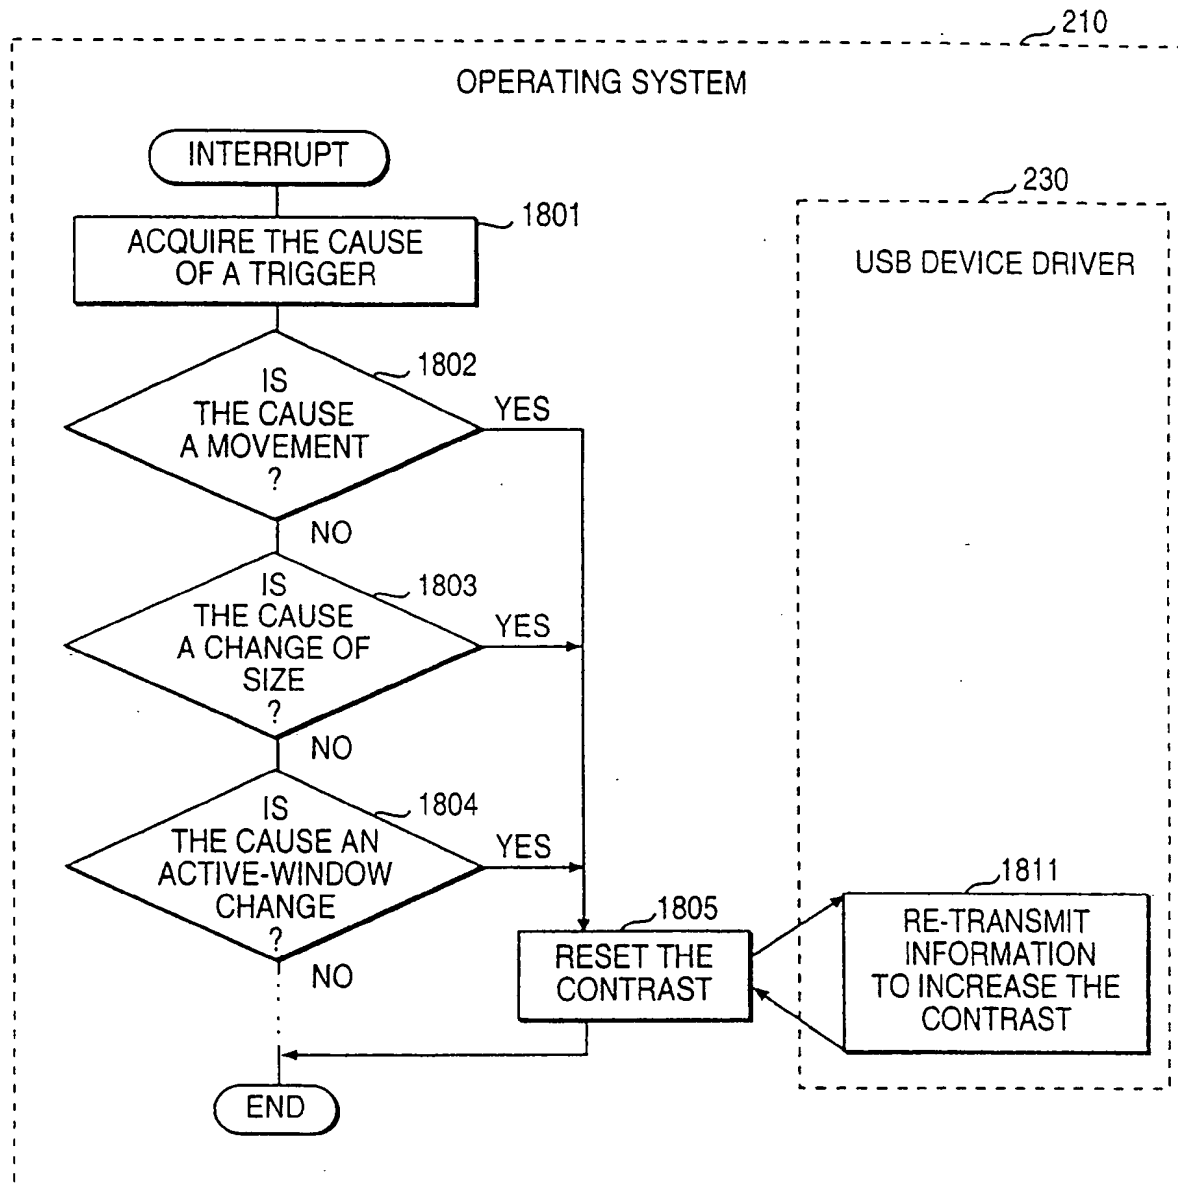 210
OPERATING SYSTEM
INTERRUPT
1801
ACQUIRE THE CAUSE
OF A TRIGGER
230
USB DEVICE DRIVER
1802
IS
THE CAUSE
A MOVEMENT
?
YES
NO
1803
IS
THE CAUSE
A CHANGE OF
SIZE
?
YES
NO
1804
IS
THE CAUSE AN
ACTIVE-WINDOW
CHANGE
?
YES
NO
1805
RESET THE
CONTRAST
1811
RE-TRANSMIT
INFORMATION
TO INCREASE THE
CONTRAST
END